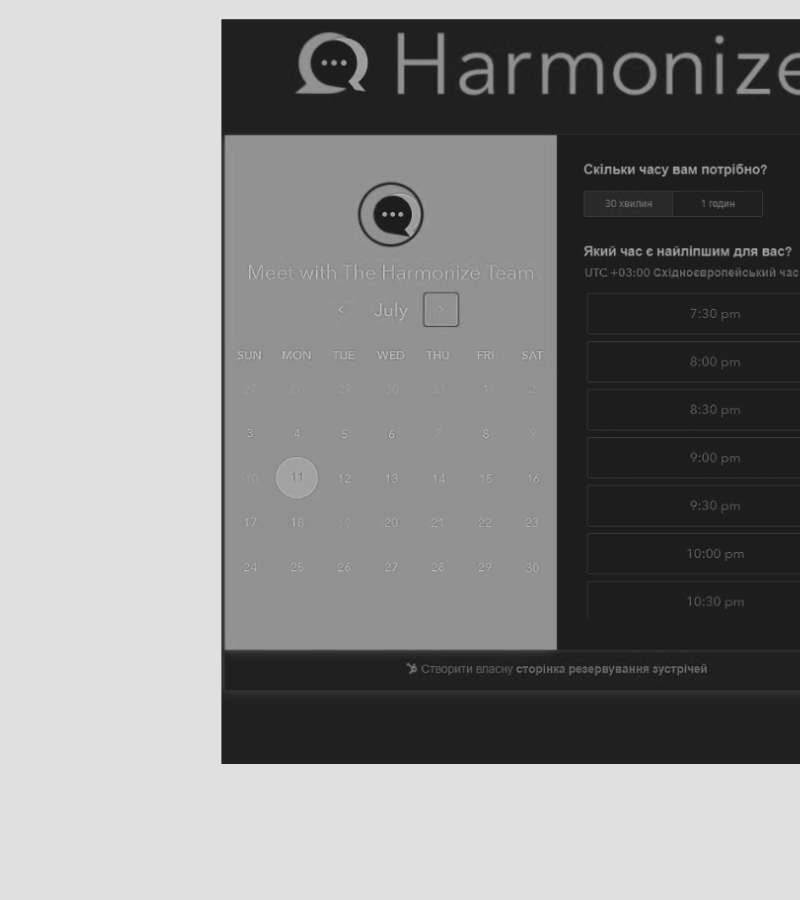 Harmonize
Meet with The Harmonize Team
‹ July ›
SUN MON TUE WED THU FRI SAT
27 28 29 30 31 1 2
3 4 5 6 7 8 9
10 11 12 13 14 15 16
17 18 19 20 21 22 23
24 25 26 27 28 29 30
Скільки часу вам потрібно?
30 хвилин 1 годин
Який час є найліпшим для вас?
UTC +03:00 Східноєвропейський час
7:30 pm
8:00 pm
8:30 pm
9:00 pm
9:30 pm
10:00 pm
10:30 pm
Створити власну сторінка резервування зустрічей